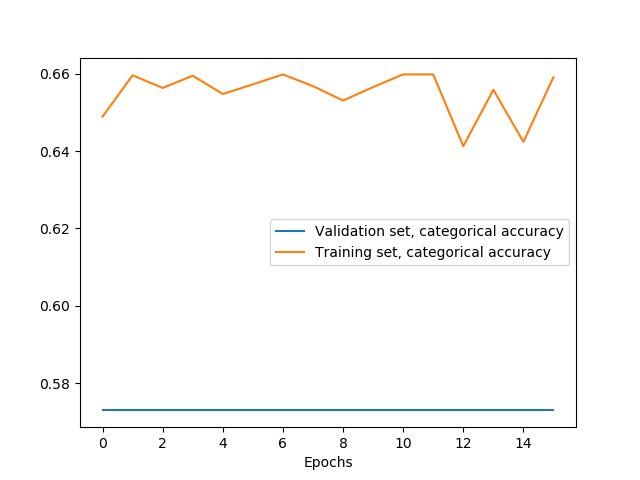 0.66
0.64
0.62
0.60
0.58
Validation set, categorical accuracy
Training set, categorical accuracy
0 2 4 6 8 10 12 14
Epochs